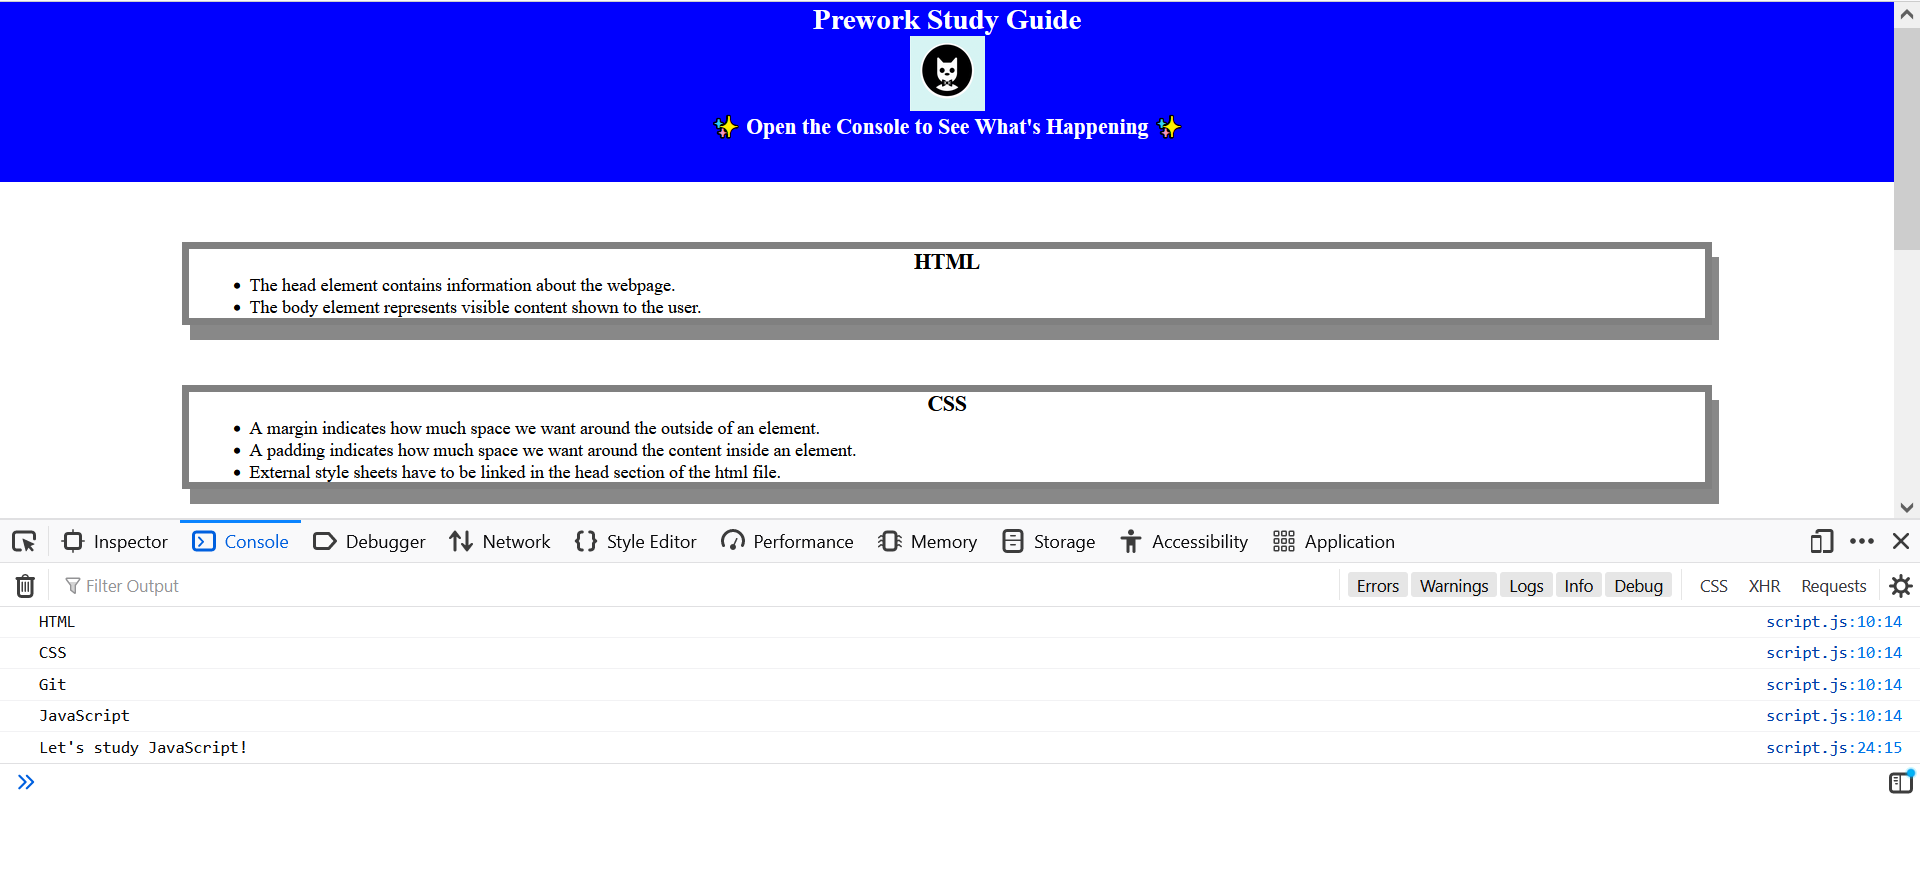 Prework Study Guide
✨ Open the Console to See What's Happening ✨
HTML
• The head element contains information about the webpage.
• The body element represents visible content shown to the user.
CSS
• A margin indicates how much space we want around the outside of an element.
• A padding indicates how much space we want around the content inside an element.
• External style sheets have to be linked in the head section of the html file.
Inspector Console Debugger Network Style Editor Performance Memory Storage Accessibility Application
Filter Output Errors Warnings Logs Info Debug CSS XHR Requests
HTML script.js:10:14
CSS script.js:10:14
Git script.js:10:14
JavaScript script.js:10:14
Let's study JavaScript! script.js:24:15